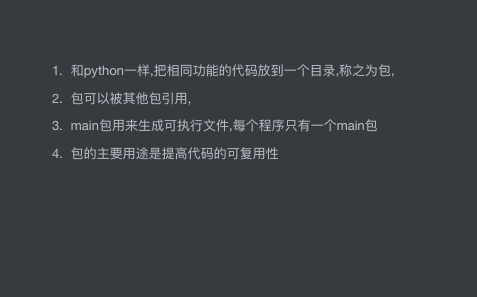 1. 和python一样,把相同功能的代码放到一个目录,称之为包,
2. 包可以被其他包引用,
3. main包用来生成可执行文件,每个程序只有一个main包
4. 包的主要用途是提高代码的可复用性